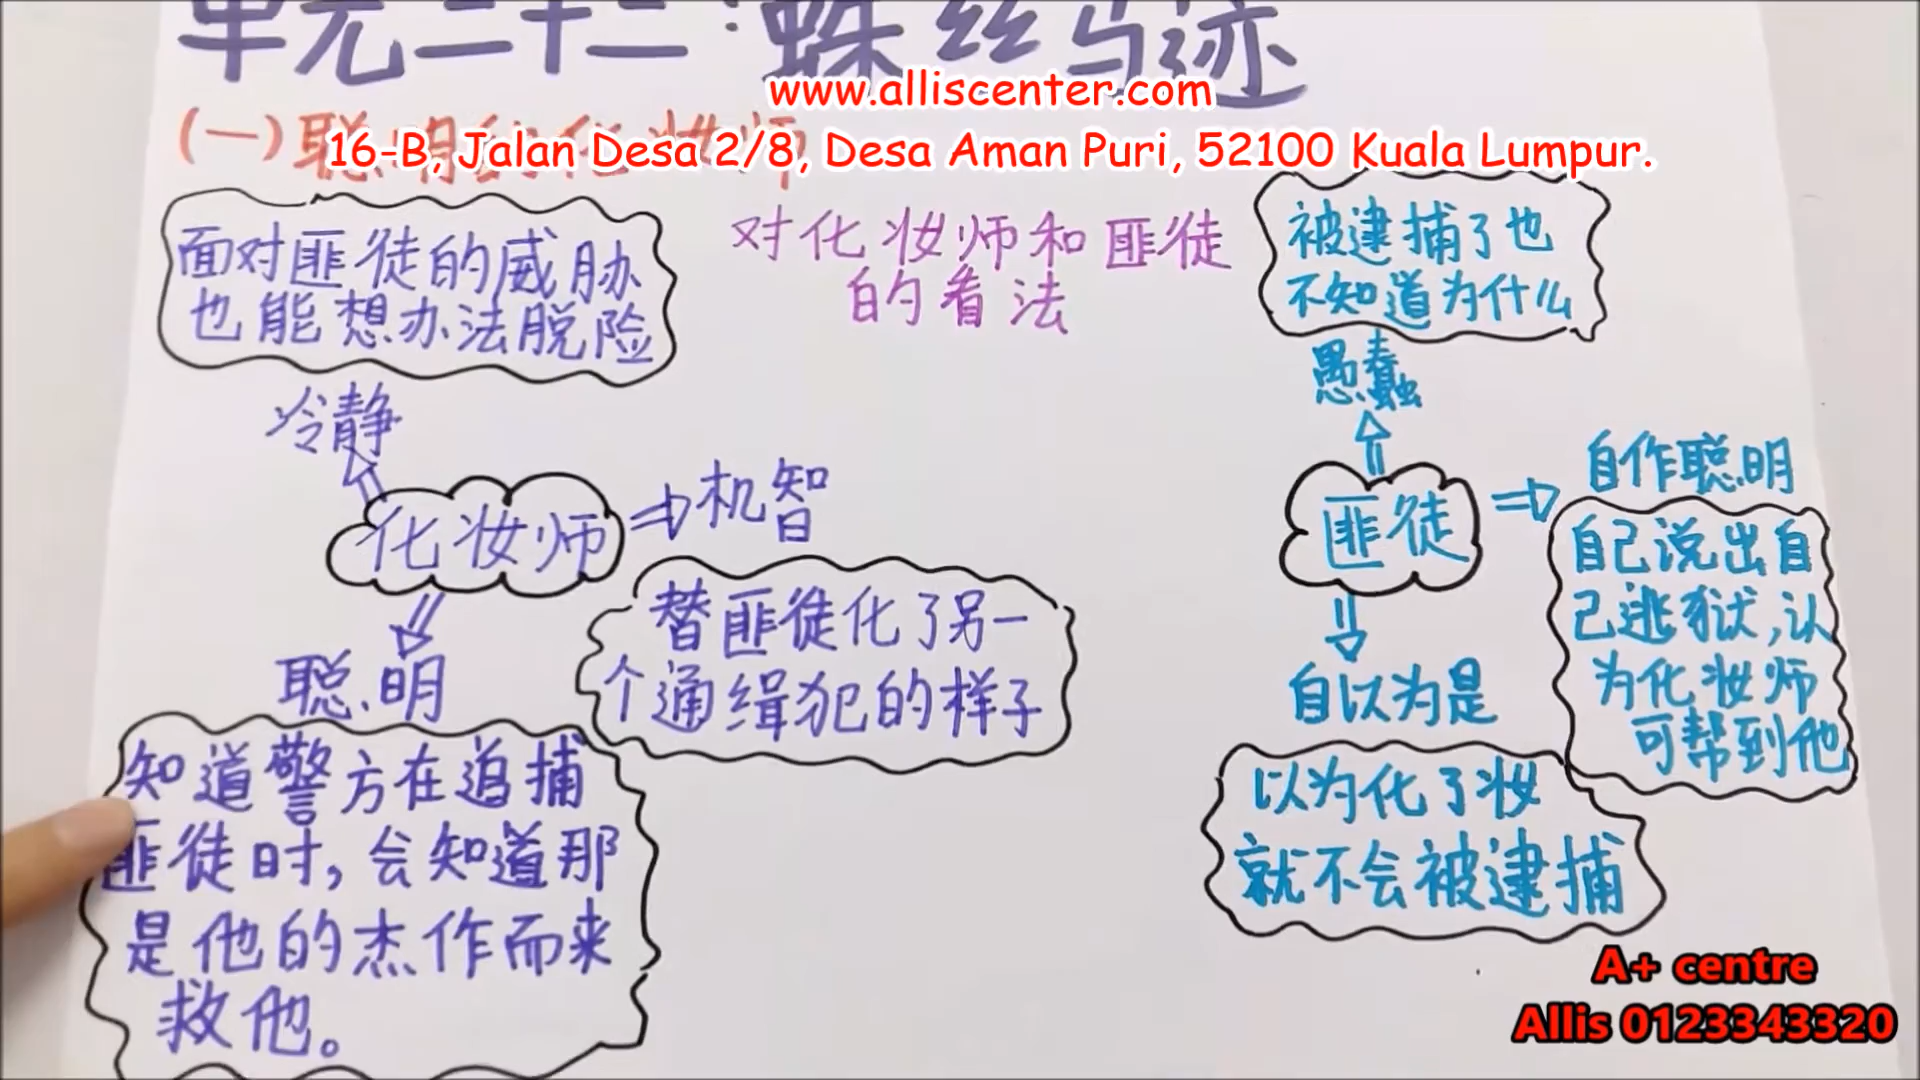 单元二十二：蛛丝马迹
www.alliscenter.com
(一)聪明的化妆师
16-B, Jalan Desa 2/8, Desa Aman Puri, 52100 Kuala Lumpur.
面对匪徒的威胁
也能想办法脱险
冷静
化妆师
机智
替匪徒化了另一
个通缉犯的样子
聪明
知道警方在追捕
匪徒时,会知道那
是他的杰作而来
救他。
对化妆师和匪徒
的看法
被逮捕了也
不知道为什么
愚蠢
匪徒
自作聪明
自己说出自
己逃狱,认
为化妆师
可帮到他
自以为是
以为化了妆
就不会被逮捕
A+ centre
Allis 0123343320